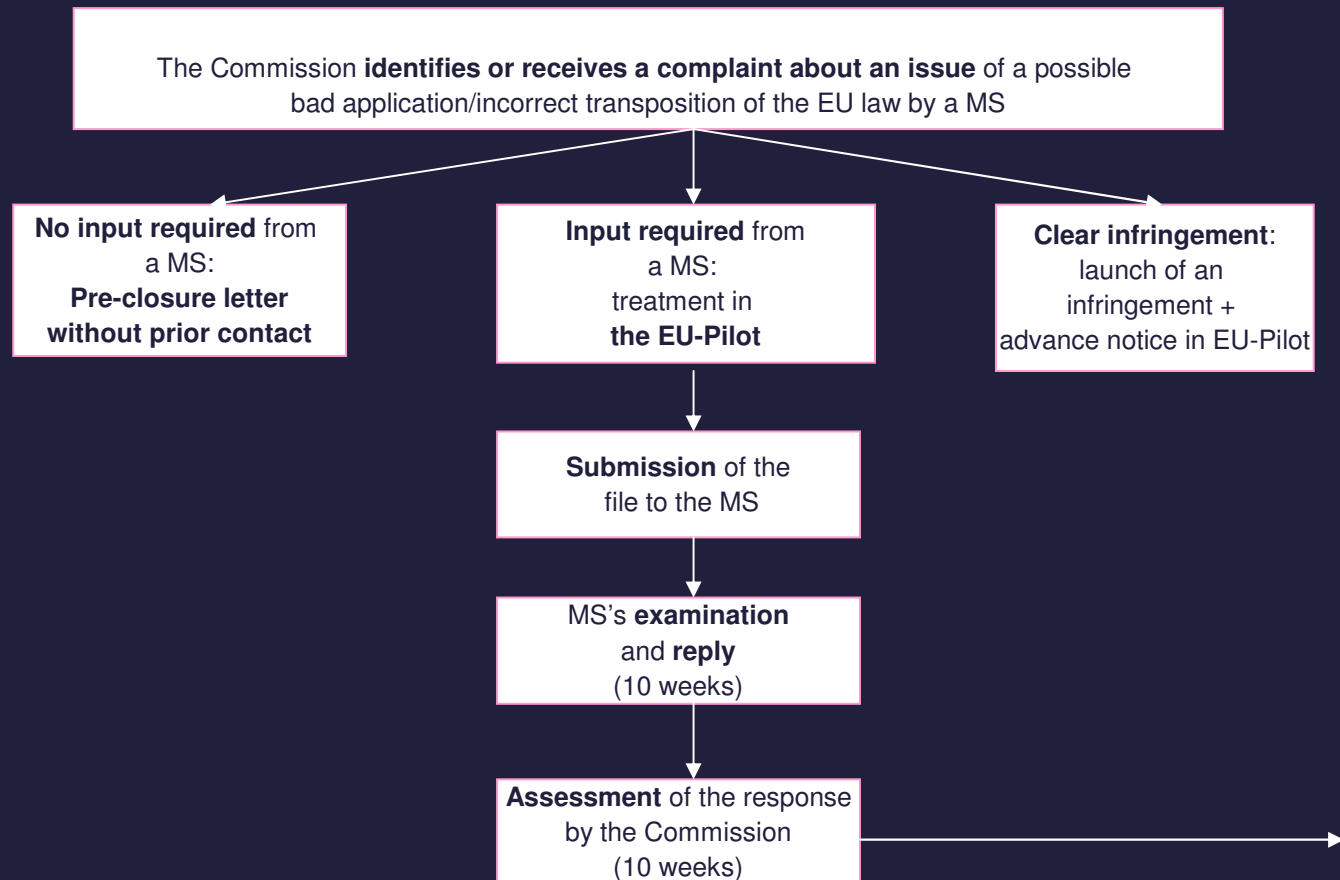 The Commission identifies or receives a complaint about an issue of a possible
bad application/incorrect transposition of the EU law by a MS
No input required from
a MS:
Pre-closure letter
without prior contact
Input required from
a MS:
treatment in
the EU-Pilot
Clear infringement:
launch of an
infringement +
advance notice in EU-Pilot
Submission of the
file to the MS
MS's examination
and reply
(10 weeks)
Assessment of the response
by the Commission
(10 weeks)